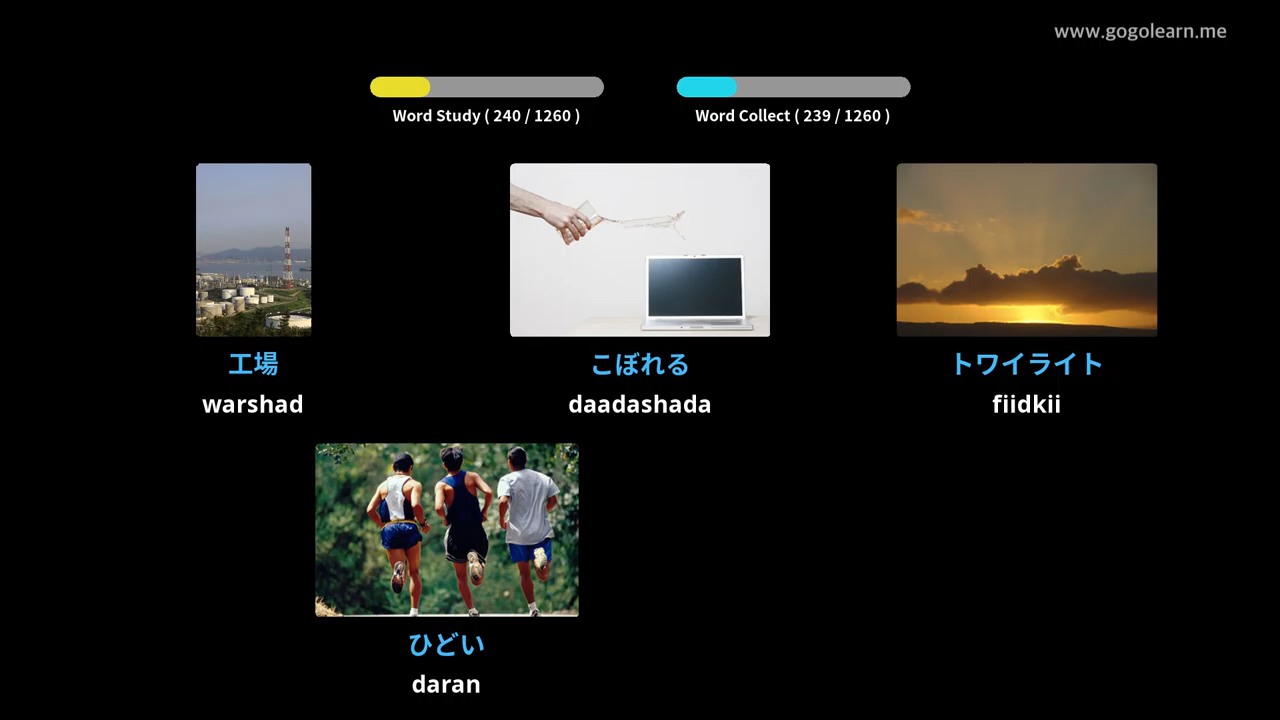 www.gogolearn.me
Word Study ( 240 / 1260 )
Word Collect ( 239 / 1260 )
工場
warshad
こぼれる
daadashada
トワイライト
fiidkii
ひどい
daran